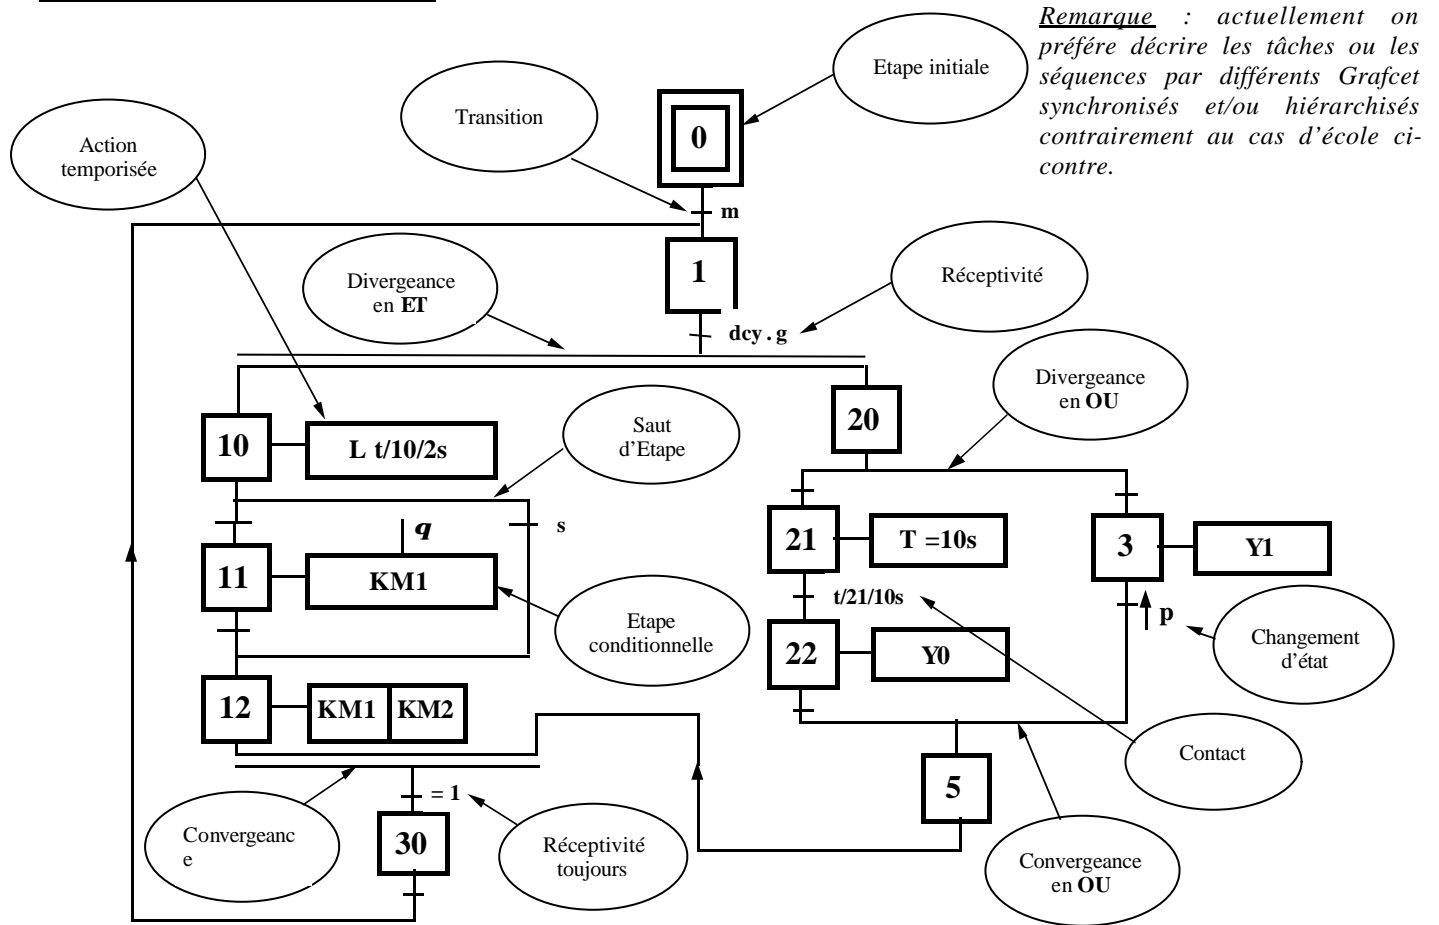 Remarque : actuellement on
préfére décrire les tâches ou les
séquences par différents Grafcet
synchronisés et/ou hiérarchisés
contrairement au cas d'école ci-
contre.
Etape initiale
Transition
Action
temporisée
0
m
1
Divergeance
en ET
Réceptivité
dcy . g
Divergeance
en OU
10
L t/10/2s
Saut
d'Etape
20
q
s
11
KM1
21
T =10s
3
Y1
Etape
conditionnelle
t/21/10s
p
Changement
d'état
22
Y0
12
KM1
KM2
Contact
5
= 1
Convergeanc
e
30
Réceptivité
toujours
Convergeance
en OU